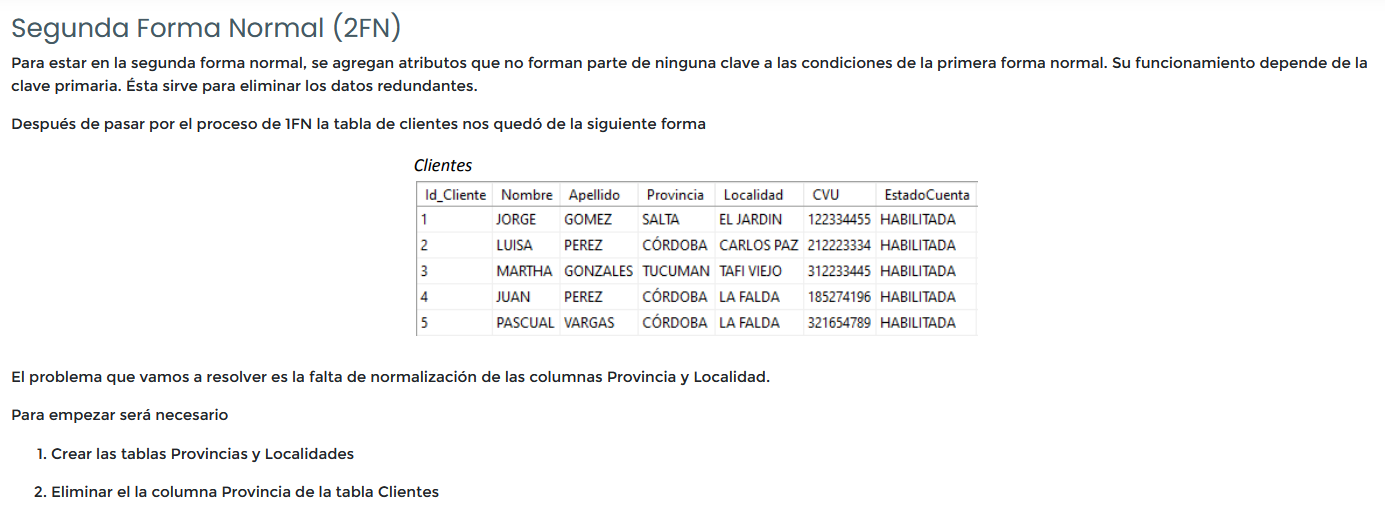 Segunda Forma Normal (2FN)
Para estar en la segunda forma normal, se agregan atributos que no forman parte de ninguna clave a las condiciones de la primera forma normal. Su funcionamiento depende de la
clave primaria. Ésta sirve para eliminar los datos redundantes.
Después de pasar por el proceso de 1FN la tabla de clientes nos quedó de la siguiente forma
Clientes
Id_Cliente Nombre Apellido Provincia Localidad CVU EstadoCuenta
1 JORGE GOMEZ SALTA EL JARDIN 122334455 HABILITADA
2 LUISA PEREZ CÓRDOBA CARLOS PAZ 212223334 HABILITADA
3 MARTHA GONZALES TUCUMAN TAFI VIEJO 312233445 HABILITADA
4 JUAN PEREZ CÓRDOBA LA FALDA 185274196 HABILITADA
5 PASCUAL VARGAS CÓRDOBA LA FALDA 321654789 HABILITADA
El problema que vamos a resolver es la falta de normalización de las columnas Provincia y Localidad.
Para empezar será necesario
1. Crear las tablas Provincias y Localidades
2. Eliminar el la columna Provincia de la tabla Clientes